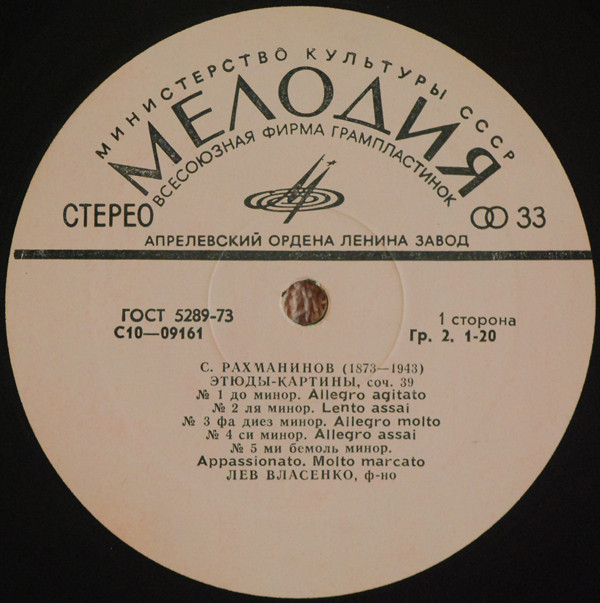 МИНИСТЕРСТВО КУЛЬТУРЫ СССР
МЕЛОДИЯ
ВСЕСОЮЗНАЯ ФИРМА ГРАМПЛАСТИНОК
СТЕРЕО
33
АПРЕЛЕВСКИЙ ОРДЕНА ЛЕНИНА ЗАВОД
ГОСТ 5289-73
С10—09161
1 сторона
Гр. 2. 1-20
С. РАХМАНИНОВ (1873—1943)
ЭТЮДЫ-КАРТИНЫ, соч. 39
№ 1 до минор. Allegro agitato
№ 2 ля минор. Lento assai
№ 3 фа диез минор. Allegro molto
№ 4 си минор. Allegro assai
№ 5 ми бемоль минор.
Appassionato. Molto marcato
ЛЕВ ВЛАСЕНКО, ф-но